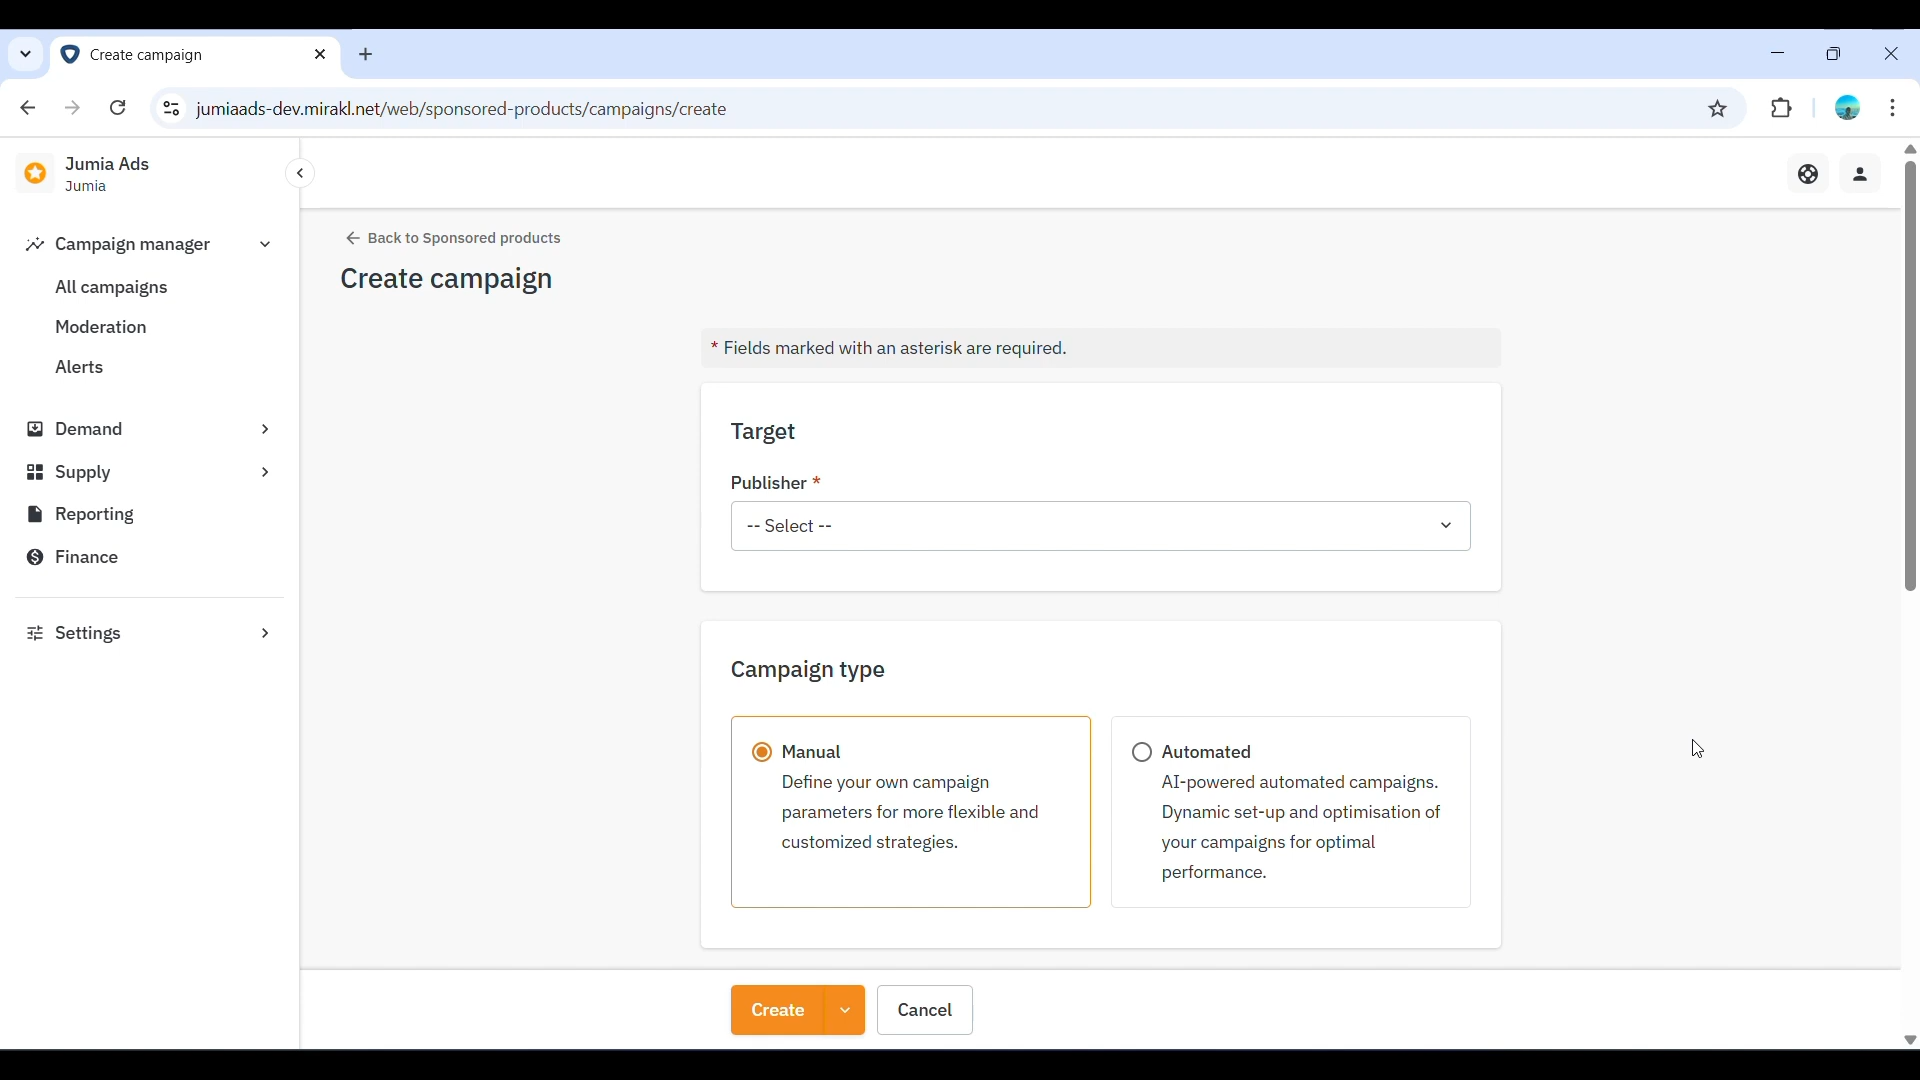 Create campaign
jumiaads-dev.mirakl.net/web/sponsored-products/campaigns/create
Jumia Ads
Jumia
Campaign manager
All campaigns
Moderation
Alerts
Demand
Supply
Reporting
Finance
Settings
Back to Sponsored products
Create campaign
* Fields marked with an asterisk are required.
Target
Publisher *
-- Select --
Campaign type
Manual
Define your own campaign
parameters for more flexible and
customized strategies.
Automated
AI-powered automated campaigns.
Dynamic set-up and optimisation of
your campaigns for optimal
performance.
Create
Cancel